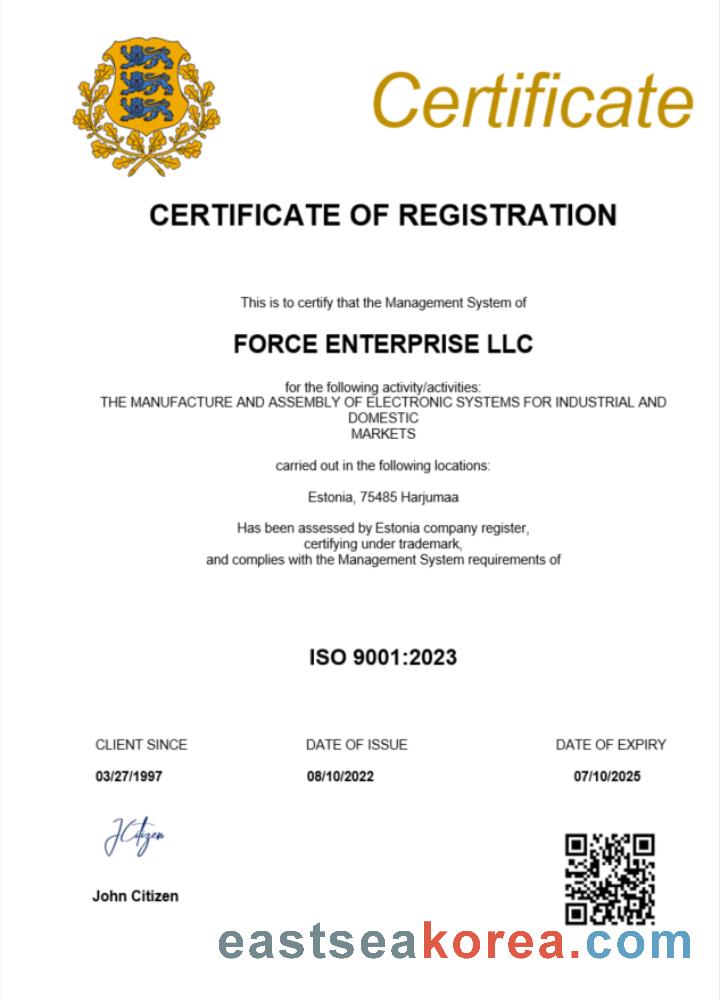 Certificate
CERTIFICATE OF REGISTRATION
This is to certify that the Management System of
FORCE ENTERPRISE LLC
for the following activity/activities:
THE MANUFACTURE AND ASSEMBLY OF ELECTRONIC SYSTEMS FOR INDUSTRIAL AND
DOMESTIC
MARKETS
carried out in the following locations:
Estonia, 75485 Harjumaa
Has been assessed by Estonia company register,
certifying under trademark,
and complies with the Management System requirements of
ISO 9001:2023
CLIENT SINCE DATE OF ISSUE DATE OF EXPIRY
03/27/1997 08/10/2022 07/10/2025
JCitizen
John Citizen
eastseakorea.com